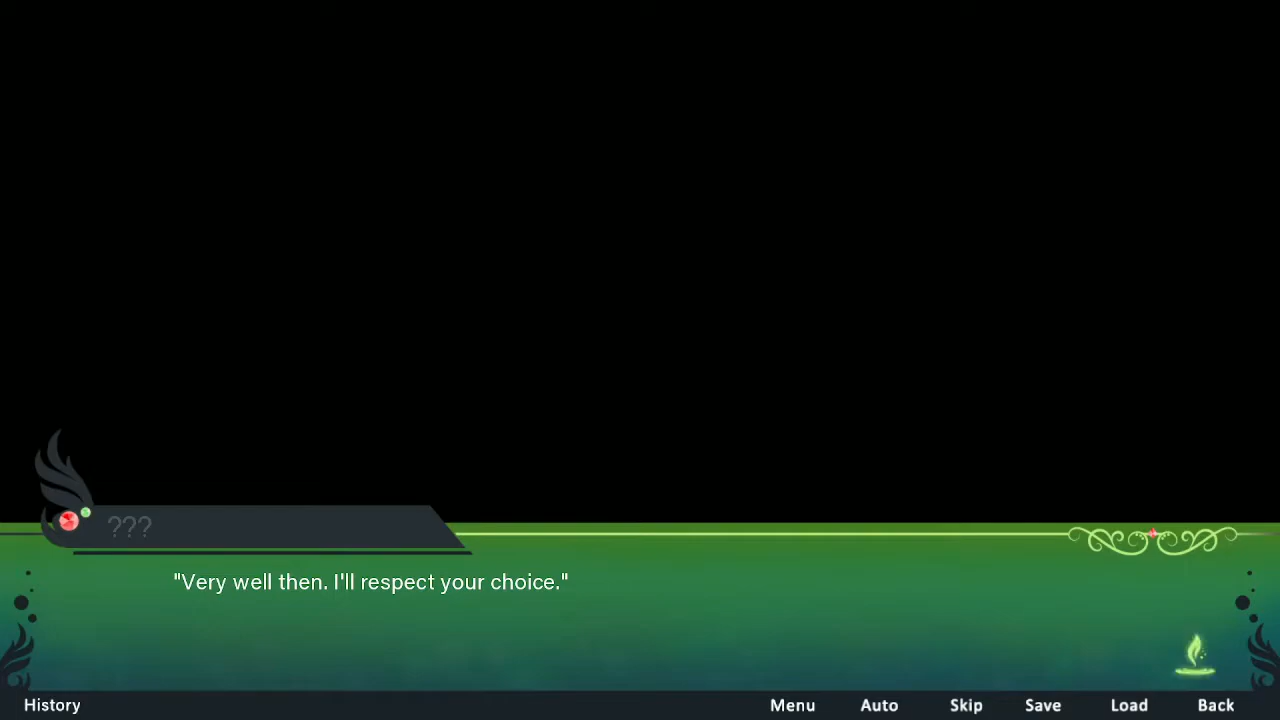 ???
"Very well then. I'll respect your choice."
History
Menu
Auto
Skip
Save
Load
Back